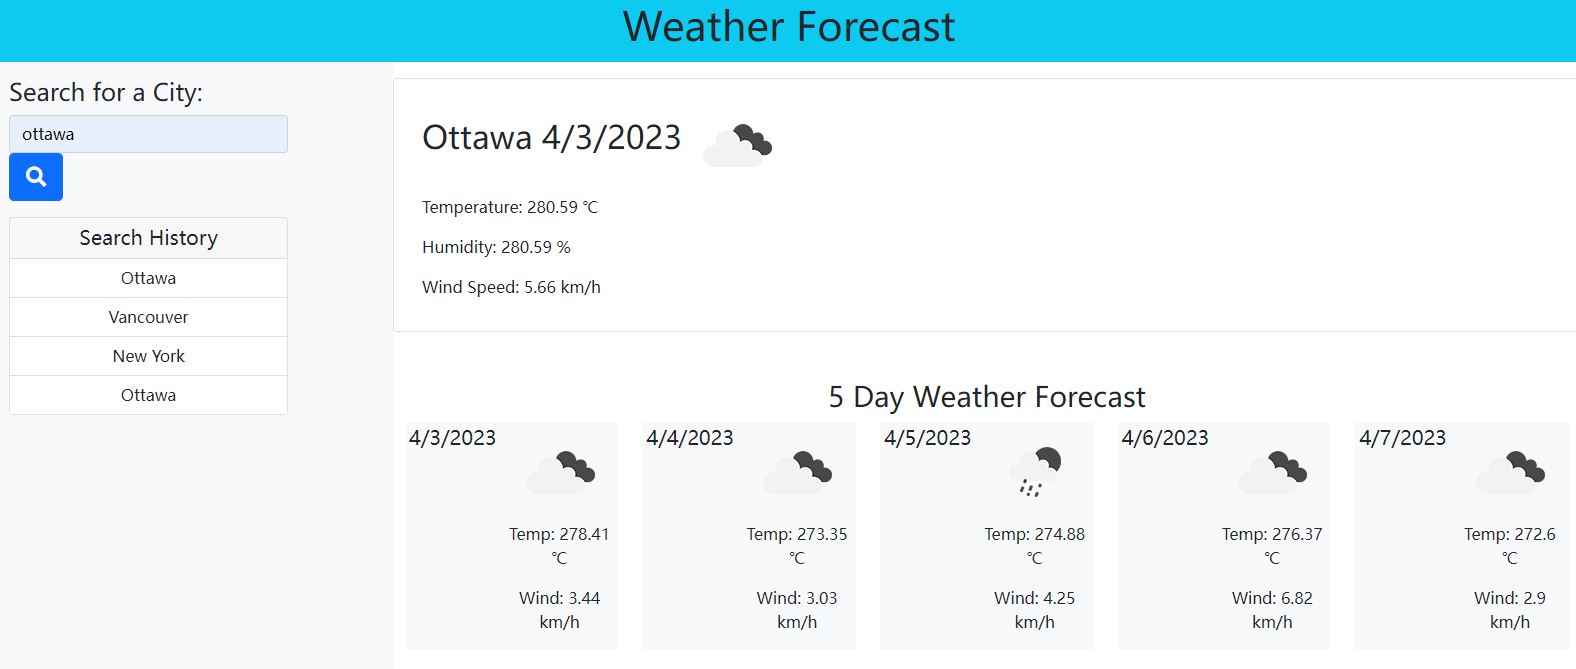 Weather Forecast
Search for a City:
ottawa
Search History
Ottawa
Vancouver
New York
Ottawa
Ottawa 4/3/2023
Temperature: 280.59 °C
Humidity: 280.59 %
Wind Speed: 5.66 km/h
5 Day Weather Forecast
4/3/2023
Temp: 278.41
°C
Wind: 3.44
km/h
4/4/2023
Temp: 273.35
°C
Wind: 3.03
km/h
4/5/2023
Temp: 274.88
°C
Wind: 4.25
km/h
4/6/2023
Temp: 276.37
°C
Wind: 6.82
km/h
4/7/2023
Temp: 272.6
°C
Wind: 2.9
km/h